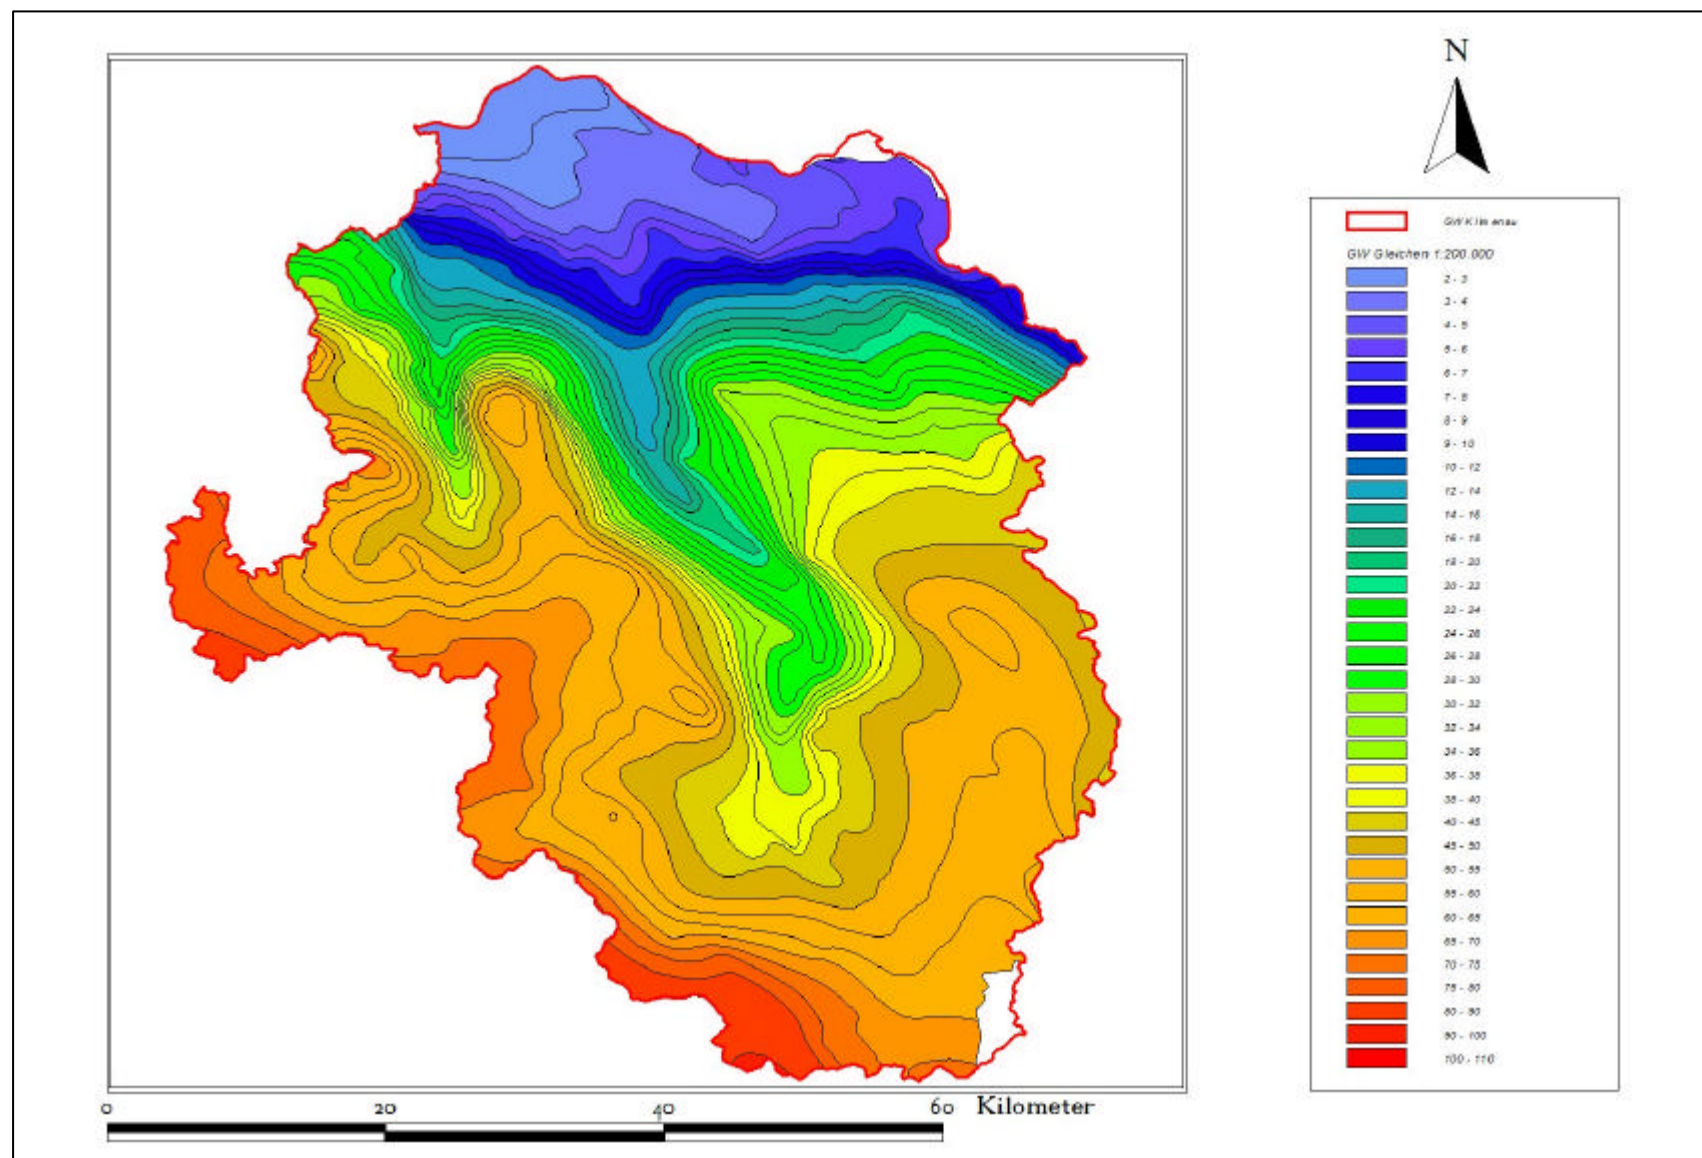 N
GWK Ilmenau
GW Gleichen 1:200.000
2 - 3
3 - 4
4 - 5
5 - 6
6 - 7
7 - 8
8 - 9
9 - 10
10 - 12
12 - 14
14 - 16
16 - 18
18 - 20
20 - 22
22 - 24
24 - 26
26 - 28
28 - 30
30 - 32
32 - 34
34 - 36
36 - 38
38 - 40
40 - 45
45 - 50
50 - 55
55 - 60
60 - 65
65 - 70
70 - 75
75 - 80
80 - 90
90 - 100
100 - 110
0 20 40 60 Kilometer